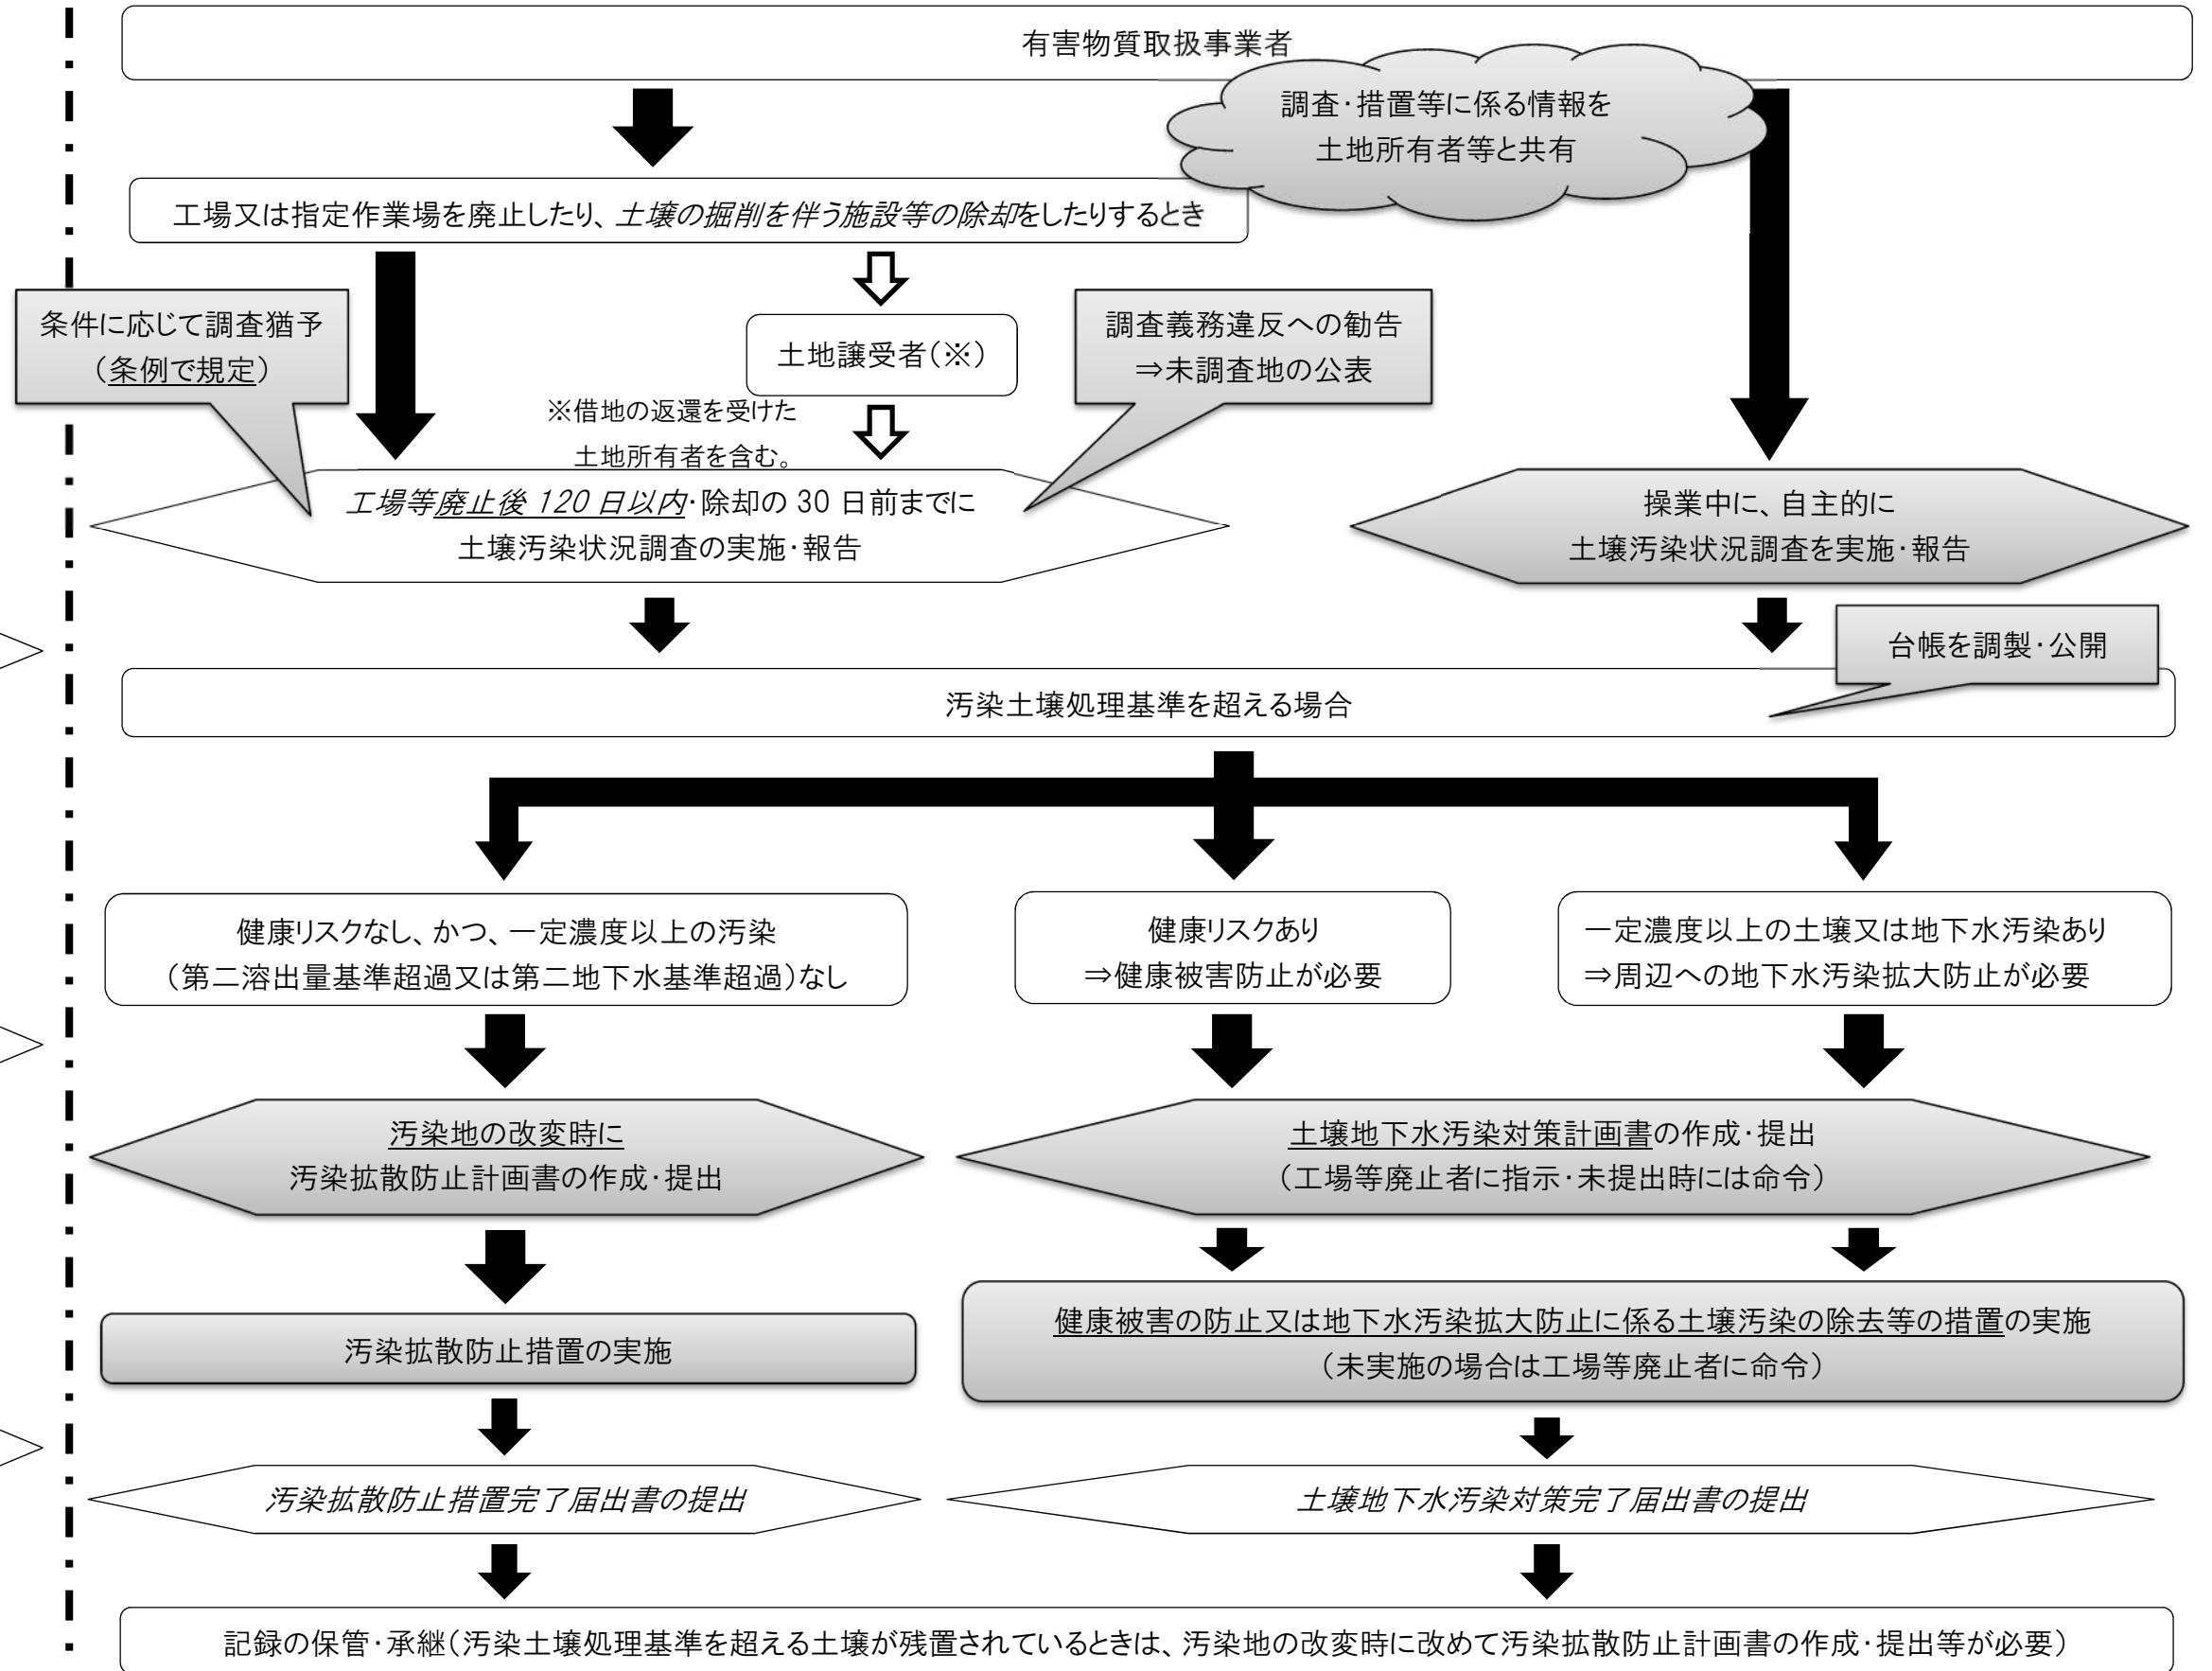 有害物質取扱事業者
調査･措置等に係る情報を
土地所有者等と共有
工場又は指定作業場を廃止したり、土壌の掘削を伴う施設等の除却をしたりするとき
条件に応じて調査猶予
（条例で規定）
土地譲受者（※）
※借地の返還を受けた
土地所有者を含む。
調査義務違反への勧告
⇒未調査地の公表
工場等廃止後 120 日以内･除却の 30 日前までに
土壌汚染状況調査の実施･報告
操業中に、自主的に
土壌汚染状況調査を実施･報告
台帳を調製･公開
汚染土壌処理基準を超える場合
健康リスクなし、かつ、一定濃度以上の汚染
（第二溶出量基準超過又は第二地下水基準超過）なし
健康リスクあり
⇒健康被害防止が必要
一定濃度以上の土壌又は地下水汚染あり
⇒周辺への地下水汚染拡大防止が必要
汚染地の改変時に
汚染拡散防止計画書の作成･提出
土壌地下水汚染対策計画書の作成･提出
（工場等廃止者に指示･未提出時には命令）
汚染拡散防止措置の実施
健康被害の防止又は地下水汚染拡大防止に係る土壌汚染の除去等の措置の実施
（未実施の場合は工場等廃止者に命令）
汚染拡散防止措置完了届出書の提出
土壌地下水汚染対策完了届出書の提出
記録の保管･承継（汚染土壌処理基準を超える土壌が残置されているときは、汚染地の改変時に改めて汚染拡散防止計画書の作成･提出等が必要）